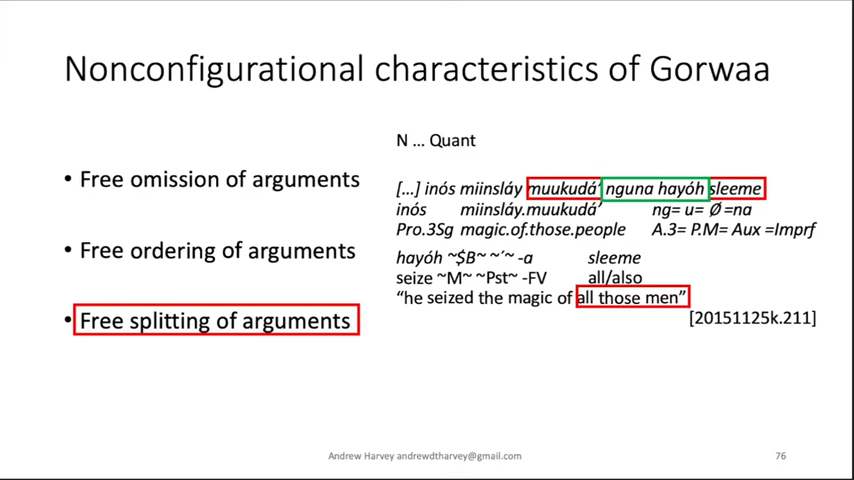 Nonconfigurational characteristics of Gorwaa
• Free omission of arguments
• Free ordering of arguments
• Free splitting of arguments
N … Quant
[…] inós miinsláy muukudá’ nguna hayóh sleeme
inós miinsláy.muukudá’ ng= u= Ø =na
Pro.3Sg magic.of.those.people A.3= P.M= Aux =Imprf
hayóh ~$B~ ~´~ -a sleeme
seize ~M~ ~Pst~ -FV all/also
“he seized the magic of all those men”
[20151125k.211]
Andrew Harvey andrewdtharvey@gmail.com
76